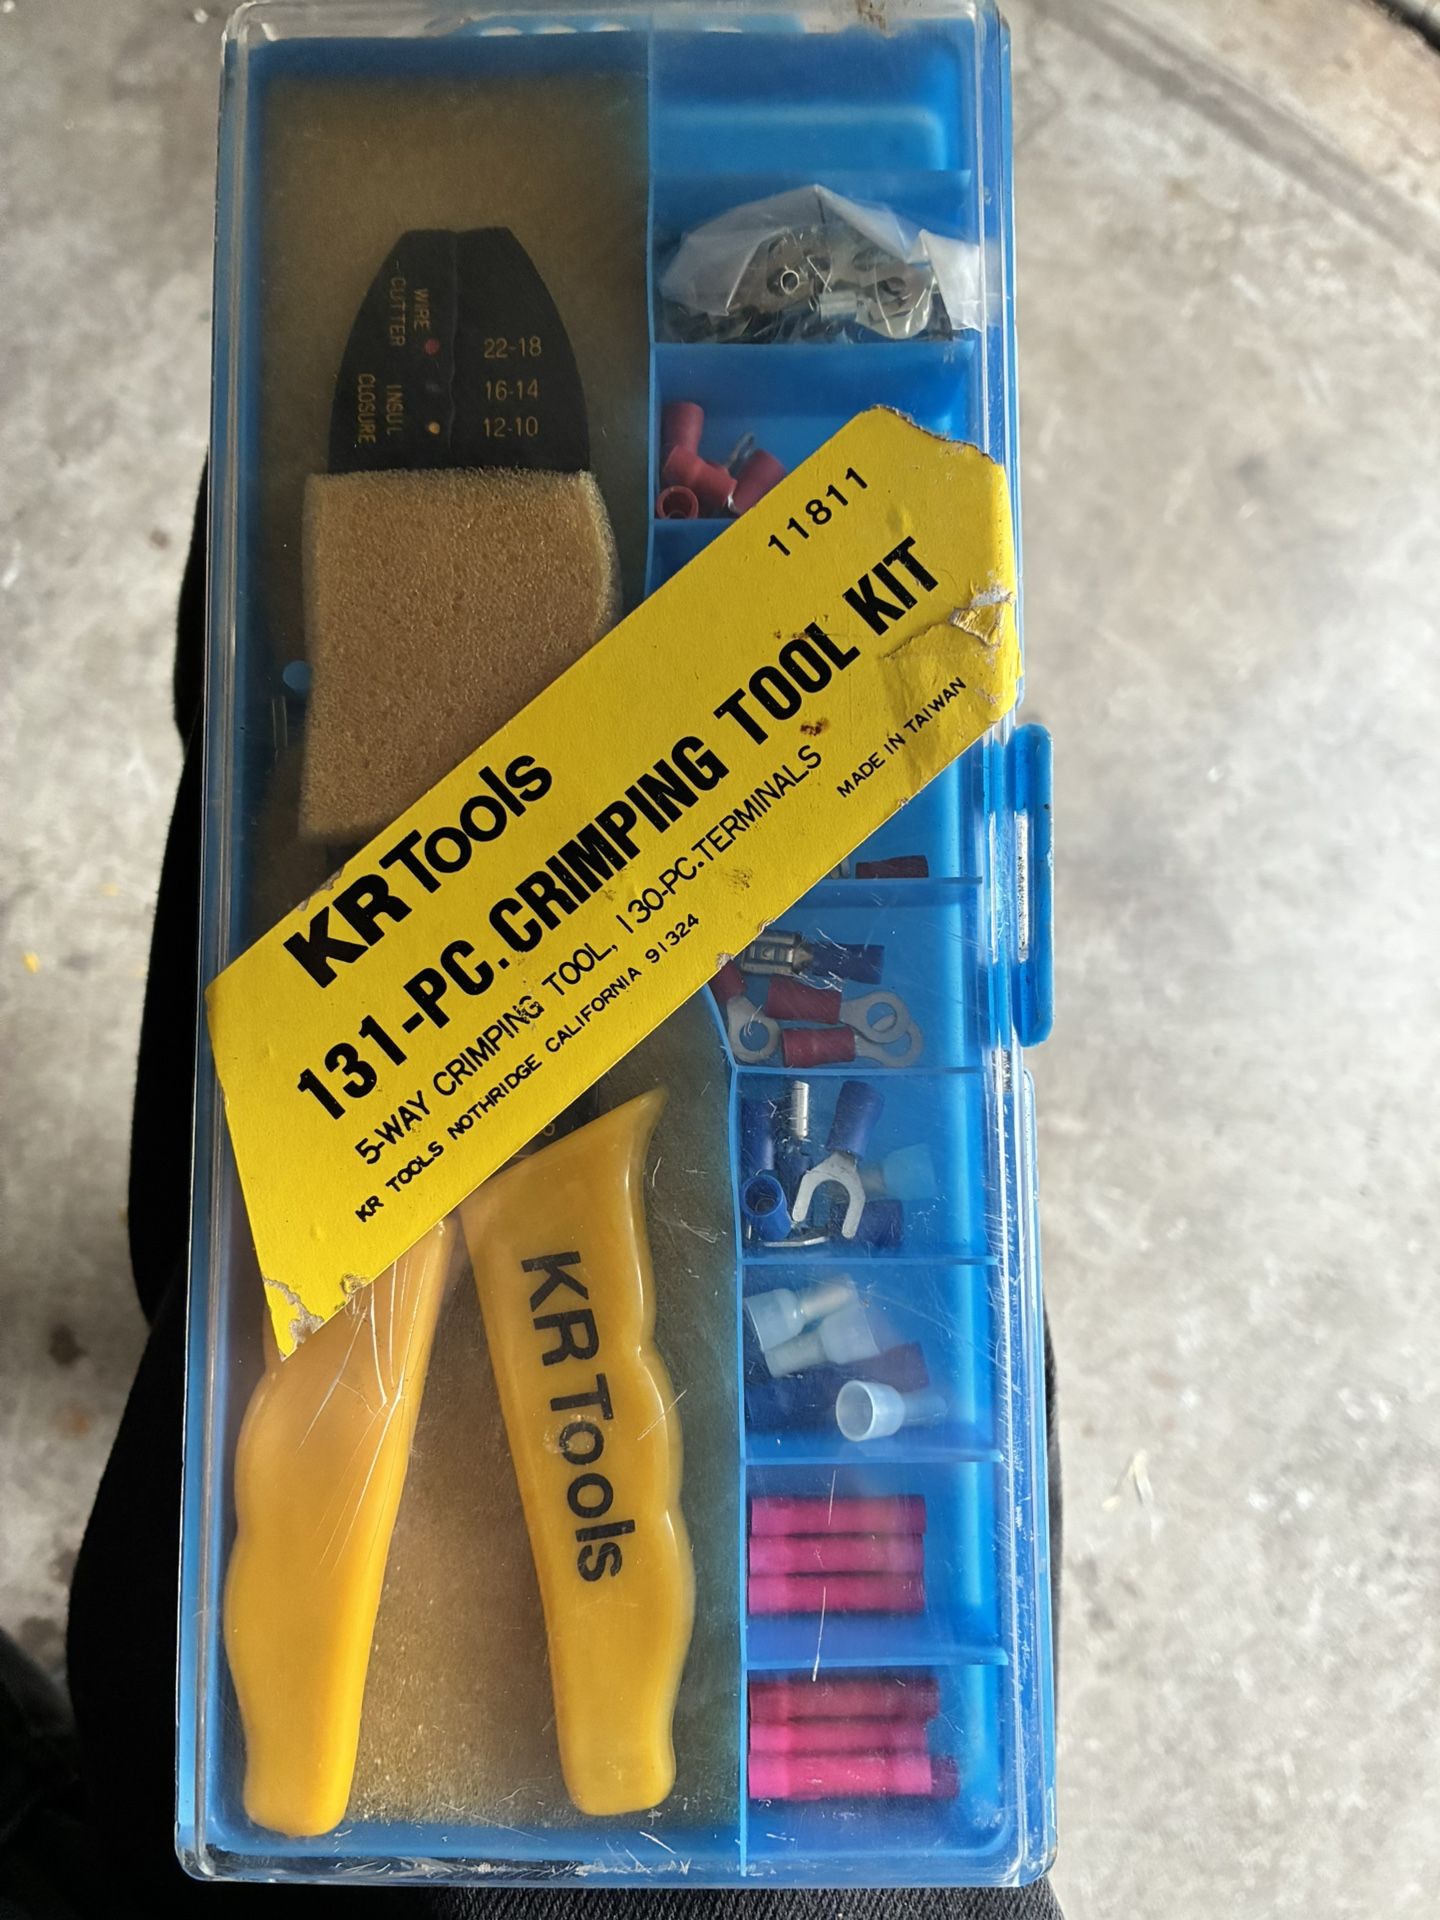 WIRE
CUTTER
INSUL
CLOSURE
22-18
16-14
12-10
11811
KR Tools
131-PC. CRIMPING TOOL KIT
5-WAY CRIMPING TOOL, 130-PC. TERMINALS
KR TOOLS NOTHRIDGE CALIFORNIA 91324
MADE IN TAIWAN
KR Tools